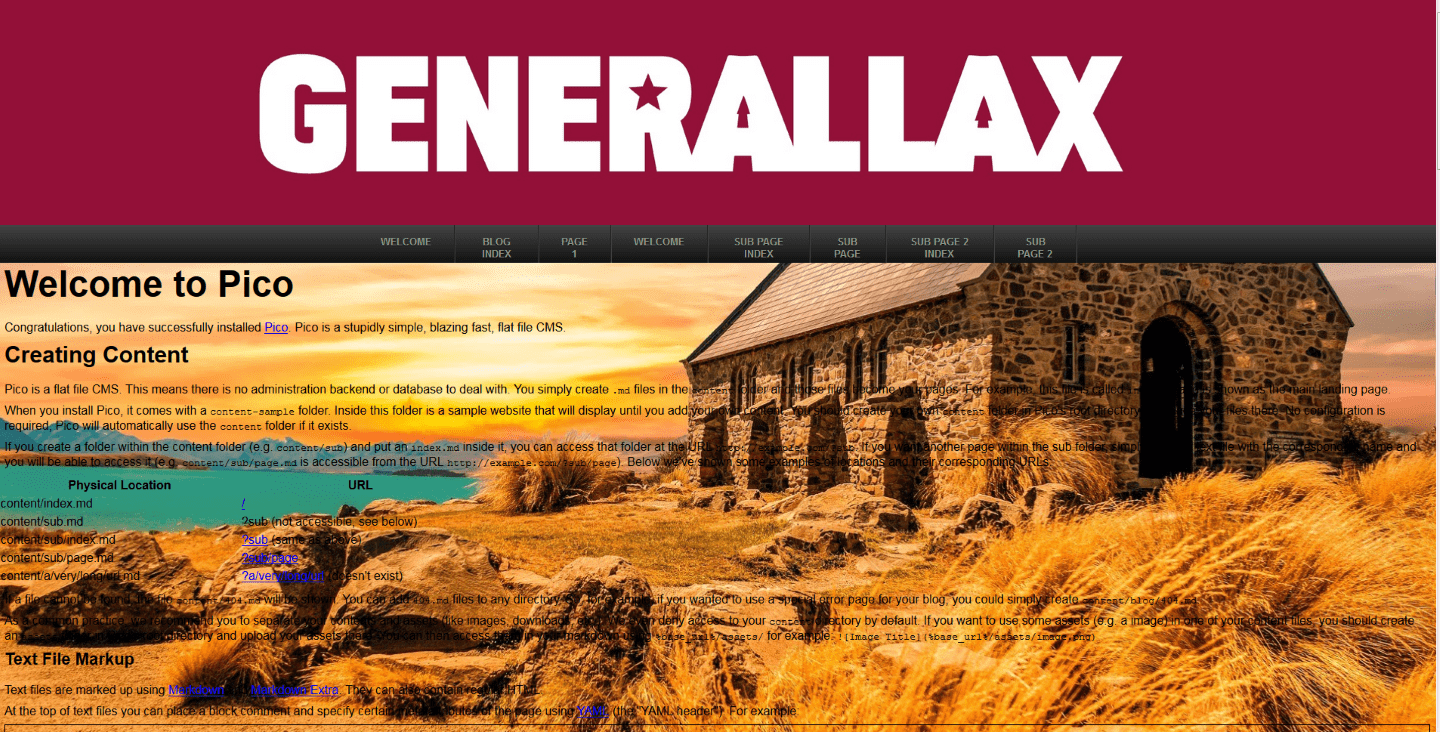 GENERALLAX
WELCOME
BLOG
INDEX
PAGE
1
WELCOME
SUB PAGE
INDEX
SUB
PAGE
SUB PAGE 2
INDEX
SUB
PAGE 2
Welcome to Pico
Congratulations, you have successfully installed Pico. Pico is a stupidly simple, blazing fast, flat file CMS.
Creating Content
Pico is a flat file CMS. This means there is no administration backend or database to deal with. You simply create .md files in the content folder and those files become your pages. For example, this file is called shown as the main landing page.
When you install Pico, it comes with a content-sample folder. Inside this folder is a sample website that will display until you add your own content. You should create your own content folder in Pico's root directory files there. No configuration is
required, Pico will automatically use the content folder if it exists.
If you create a folder within the content folder (e.g. content/sub) and put an index.md inside it, you can access that folder at the URL http://example.com/?sub. If you want another page within the sub folder, simply file with the corresponding name and
you will be able to access it (e.g. content/sub/page.md is accessible from the URL http://example.com/?sub/page). Below we've shown some examples of locations and their corresponding URLs:
Physical Location URL
content/index.md /
content/sub.md ?sub (not accessible, see below)
content/sub/index.md ?sub (same as above)
content/sub/page.md ?sub/page
content/a/very/long/url.md ?a/very/long/url (doesn't exist)
If a file cannot be found, the file content/404.md will be shown. You can add 404.md files to any directory. So, for example, if you wanted to use a special error page for your blog, you could simply create content/blog/404.md.
As a common practice, we recommend you to separate your contents and assets (like images, downloads, etc.). We even deny access to your content directory by default. If you want to use some assets (e.g. a image) in one of your content files, you should create
an directory and upload your assets there. You can then access them in your markdown using %base_url%/assets/ for example: ![Image Title](%base_url%/assets/image.png)
Text File Markup
Text files are marked up using Markdown Markdown Extra. They can also contain regular HTML.
At the top of text files you can place a block comment and specify certain attributes of the page using YAML (the "YAML header"). For example: